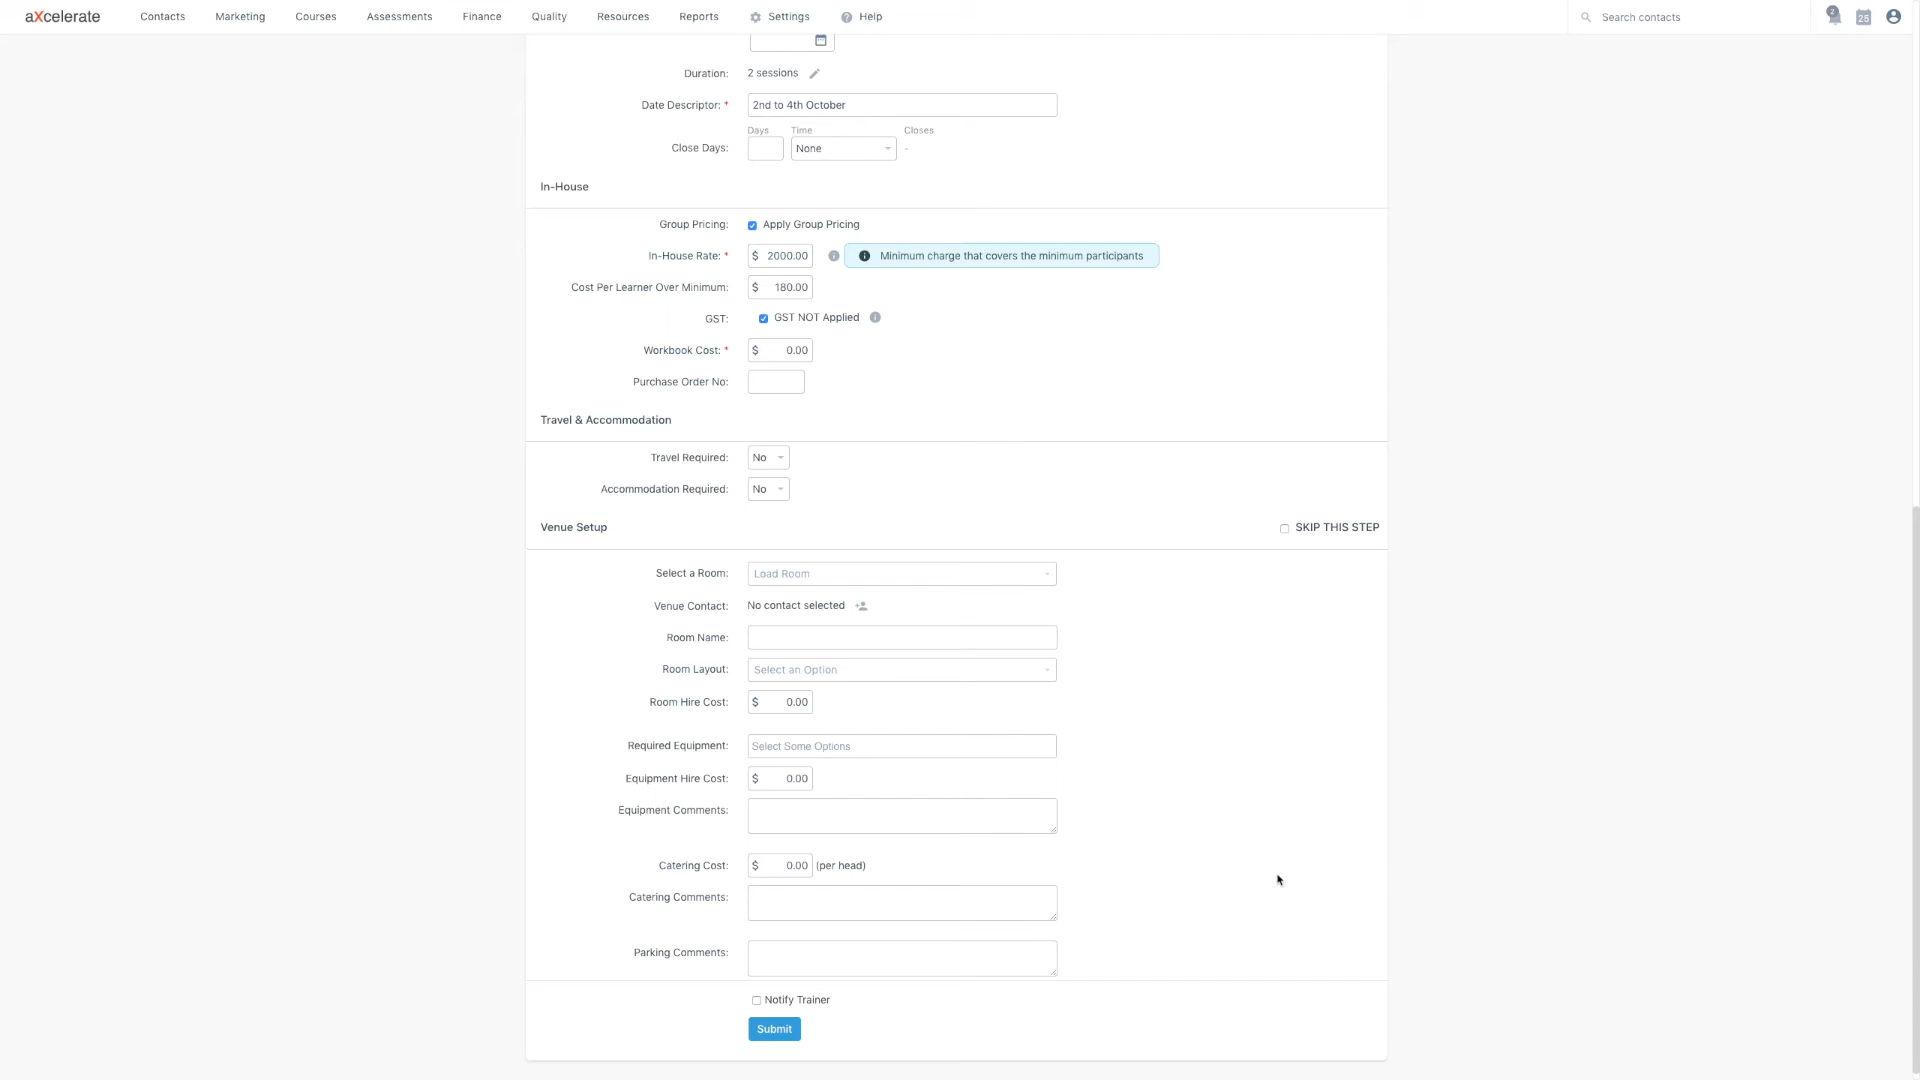 aXcelerate Contacts Marketing Courses Assessments Finance Quality Resources Reports Settings Help Search contacts 2 25
Duration: 2 sessions
Date Descriptor: * 2nd to 4th October
Days Time Closes
Close Days: None -
In-House
Group Pricing: Apply Group Pricing
In-House Rate: * $ 2000.00 Minimum charge that covers the minimum participants
Cost Per Learner Over Minimum: $ 180.00
GST: GST NOT Applied
Workbook Cost: * $ 0.00
Purchase Order No:
Travel & Accommodation
Travel Required: No
Accommodation Required: No
Venue Setup SKIP THIS STEP
Select a Room: Load Room
Venue Contact: No contact selected
Room Name:
Room Layout: Select an Option
Room Hire Cost: $ 0.00
Required Equipment: Select Some Options
Equipment Hire Cost: $ 0.00
Equipment Comments:
Catering Cost: $ 0.00 (per head)
Catering Comments:
Parking Comments:
Notify Trainer
Submit